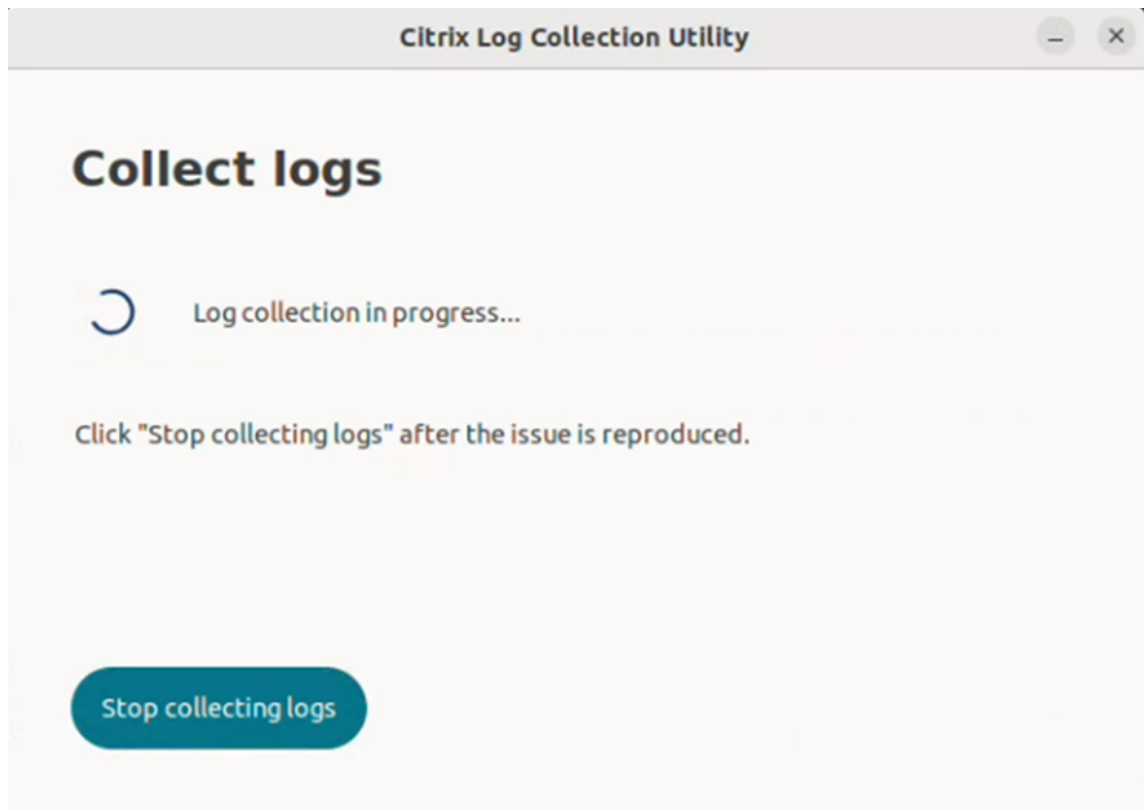 Citrix Log Collection Utility
Collect logs
Log collection in progress...
Click "Stop collecting logs" after the issue is reproduced.
Stop collecting logs